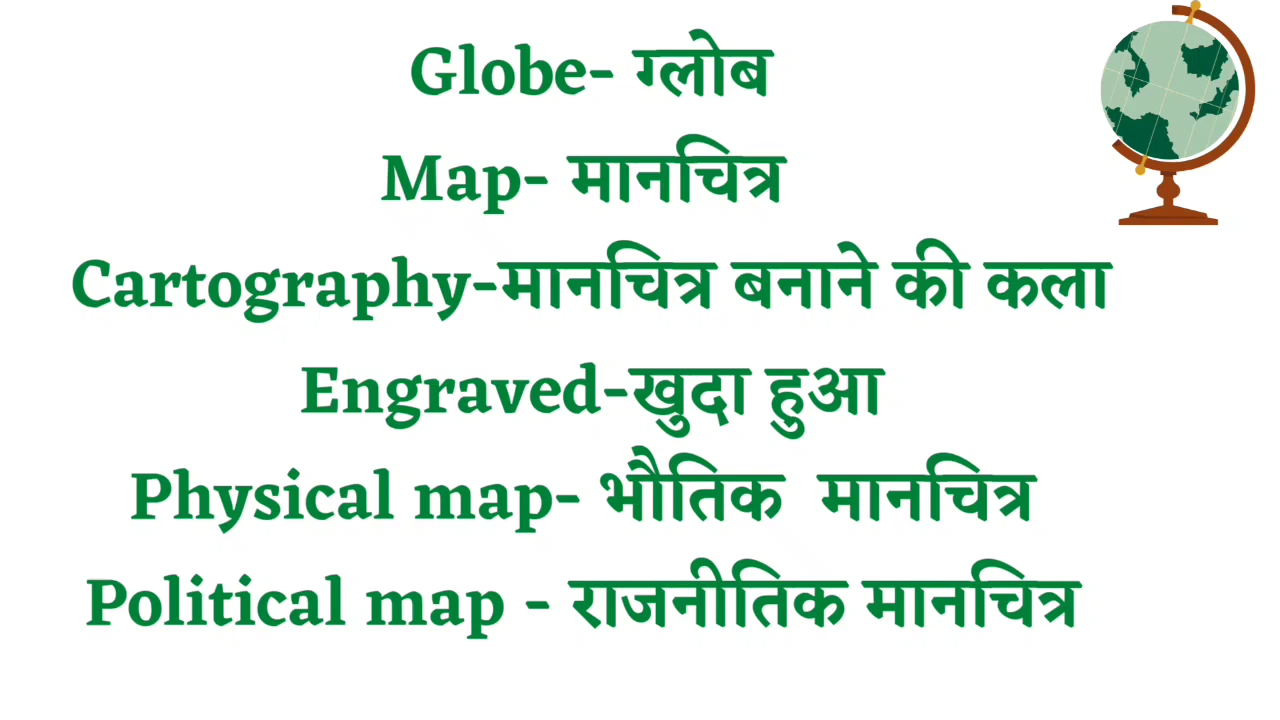 Globe- ग्लोब
Map- मानचित्र
Cartography-मानचित्र बनाने की कला
Engraved-खुदा हुआ
Physical map- भौतिक  मानचित्र
Political map - राजनीतिक मानचित्र